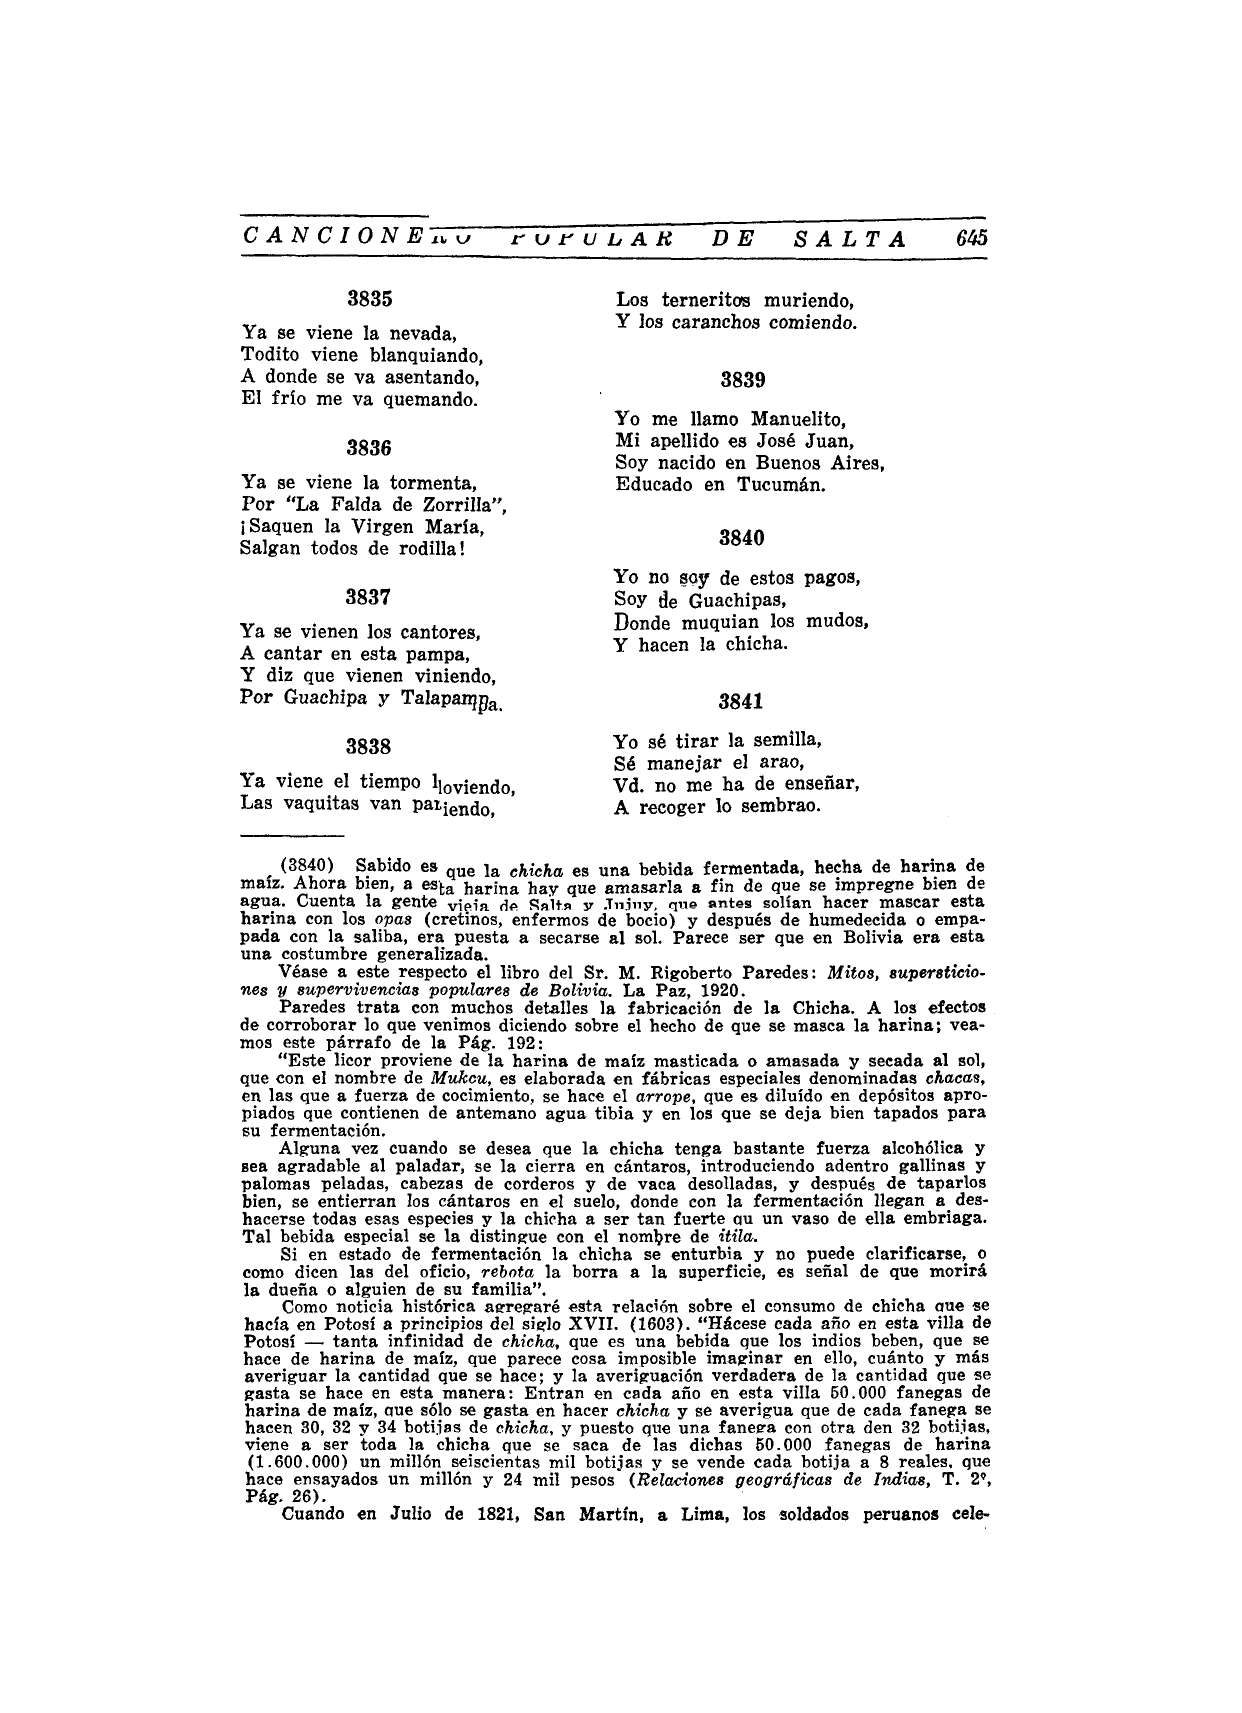 CANCIONERO POPULAR DE SALTA 645
3835
Ya se viene la nevada,
Todito viene blanquiando,
A donde se va asentando,
El frío me va quemando.
3836
Ya se viene la tormenta,
Por “La Falda de Zorrilla”,
¡Saquen la Virgen María,
Salgan todos de rodilla!
3837
Ya se vienen los cantores,
A cantar en esta pampa,
Y diz que vienen viniendo,
Por Guachipa y Talapampa.
3838
Ya viene el tiempo lloviendo,
Las vaquitas van pariendo,
Los terneritos muriendo,
Y los caranchos comiendo.
3839
Yo me llamo Manuelito,
Mi apellido es José Juan,
Soy nacido en Buenos Aires,
Educado en Tucumán.
3840
Yo no soy de estos pagos,
Soy de Guachipas,
Donde muquian los mudos,
Y hacen la chicha.
3841
Yo sé tirar la semilla,
Sé manejar el arao,
Vd. no me ha de enseñar,
A recoger lo sembrao.
(3840) Sabido es que la chicha es una bebida fermentada, hecha de harina de
maíz. Ahora bien, a esta harina hay que amasarla a fin de que se impregne bien de
agua. Cuenta la gente vieja de Salta y Jujuy, que antes solían hacer mascar esta
harina con los opas (cretinos, enfermos de bocio) y después de humedecida o empa-
pada con la saliba, era puesta a secarse al sol. Parece ser que en Bolivia era esta
una costumbre generalizada.
Véase a este respecto el libro del Sr. M. Rigoberto Paredes: Mitos, supersticio-
nes y supervivencias populares de Bolivia. La Paz, 1920.
Paredes trata con muchos detalles la fabricación de la Chicha. A los efectos
de corroborar lo que venimos diciendo sobre el hecho de que se masca la harina; vea-
mos este párrafo de la Pág. 192:
“Este licor proviene de la harina de maíz masticada o amasada y secada al sol,
que con el nombre de Mukcu, es elaborada en fábricas especiales denominadas chacas,
en las que a fuerza de cocimiento, se hace el arrope, que es diluído en depósitos apro-
piados que contienen de antemano agua tibia y en los que se deja bien tapados para
su fermentación.
Alguna vez cuando se desea que la chicha tenga bastante fuerza alcohólica y
sea agradable al paladar, se la cierra en cántaros, introduciendo adentro gallinas y
palomas peladas, cabezas de corderos y de vaca desolladas, y después de taparlos
bien, se entierran los cántaros en el suelo, donde con la fermentación llegan a des-
hacerse todas esas especies y la chicha a ser tan fuerte qu un vaso de ella embriaga.
Tal bebida especial se la distingue con el nombre de itila.
Si en estado de fermentación la chicha se enturbia y no puede clarificarse, o
como dicen las del oficio, rebota la borra a la superficie, es señal de que morirá
la dueña o alguien de su familia”.
Como noticia histórica agregaré esta relación sobre el consumo de chicha que se
hacía en Potosí a principios del siglo XVII. (1603). “Hácese cada año en esta villa de
Potosí — tanta infinidad de chicha, que es una bebida que los indios beben, que se
hace de harina de maíz, que parece cosa imposible imaginar en ello, cuánto y más
averiguar la cantidad que se hace; y la averiguación verdadera de la cantidad que se
gasta se hace en esta manera: Entran en cada año en esta villa 50.000 fanegas de
harina de maíz, que sólo se gasta en hacer chicha y se averigua que de cada fanega se
hacen 30, 32 y 34 botijas de chicha, y puesto que una fanega con otra den 32 botijas,
viene a ser toda la chicha que se saca de las dichas 50.000 fanegas de harina
(1.600.000) un millón seiscientas mil botijas y se vende cada botija a 8 reales, que
hace ensayados un millón y 24 mil pesos (Relaciones geográficas de Indias, T. 2º,
Pág. 26).
Cuando en Julio de 1821, San Martín, a Lima, los soldados peruanos cele-